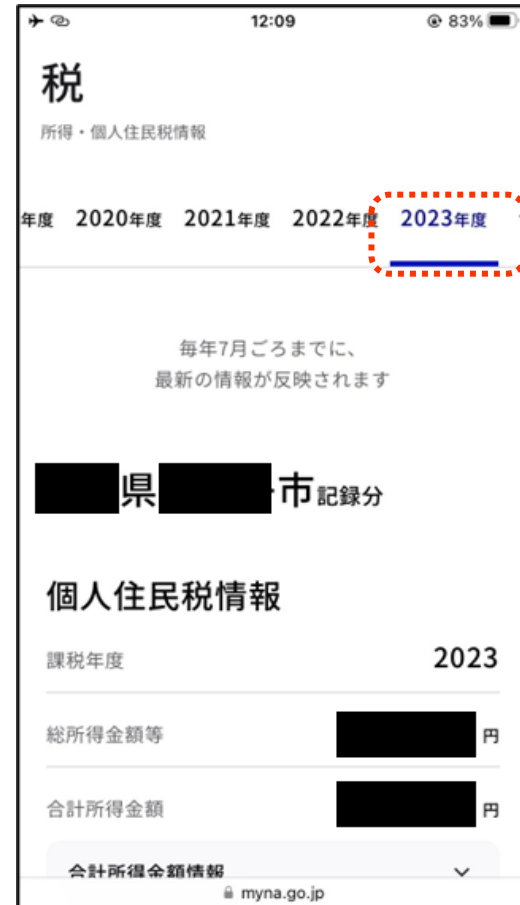 12:09 83%
税
所得・個人住民税情報
年度 2020年度 2021年度 2022年度 2023年度
毎年7月ごろまでに、
最新の情報が反映されます
県 市記録分
個人住民税情報
課税年度 2023
総所得金額等 円
合計所得金額 円
合計所得金額情報
myna.go.jp